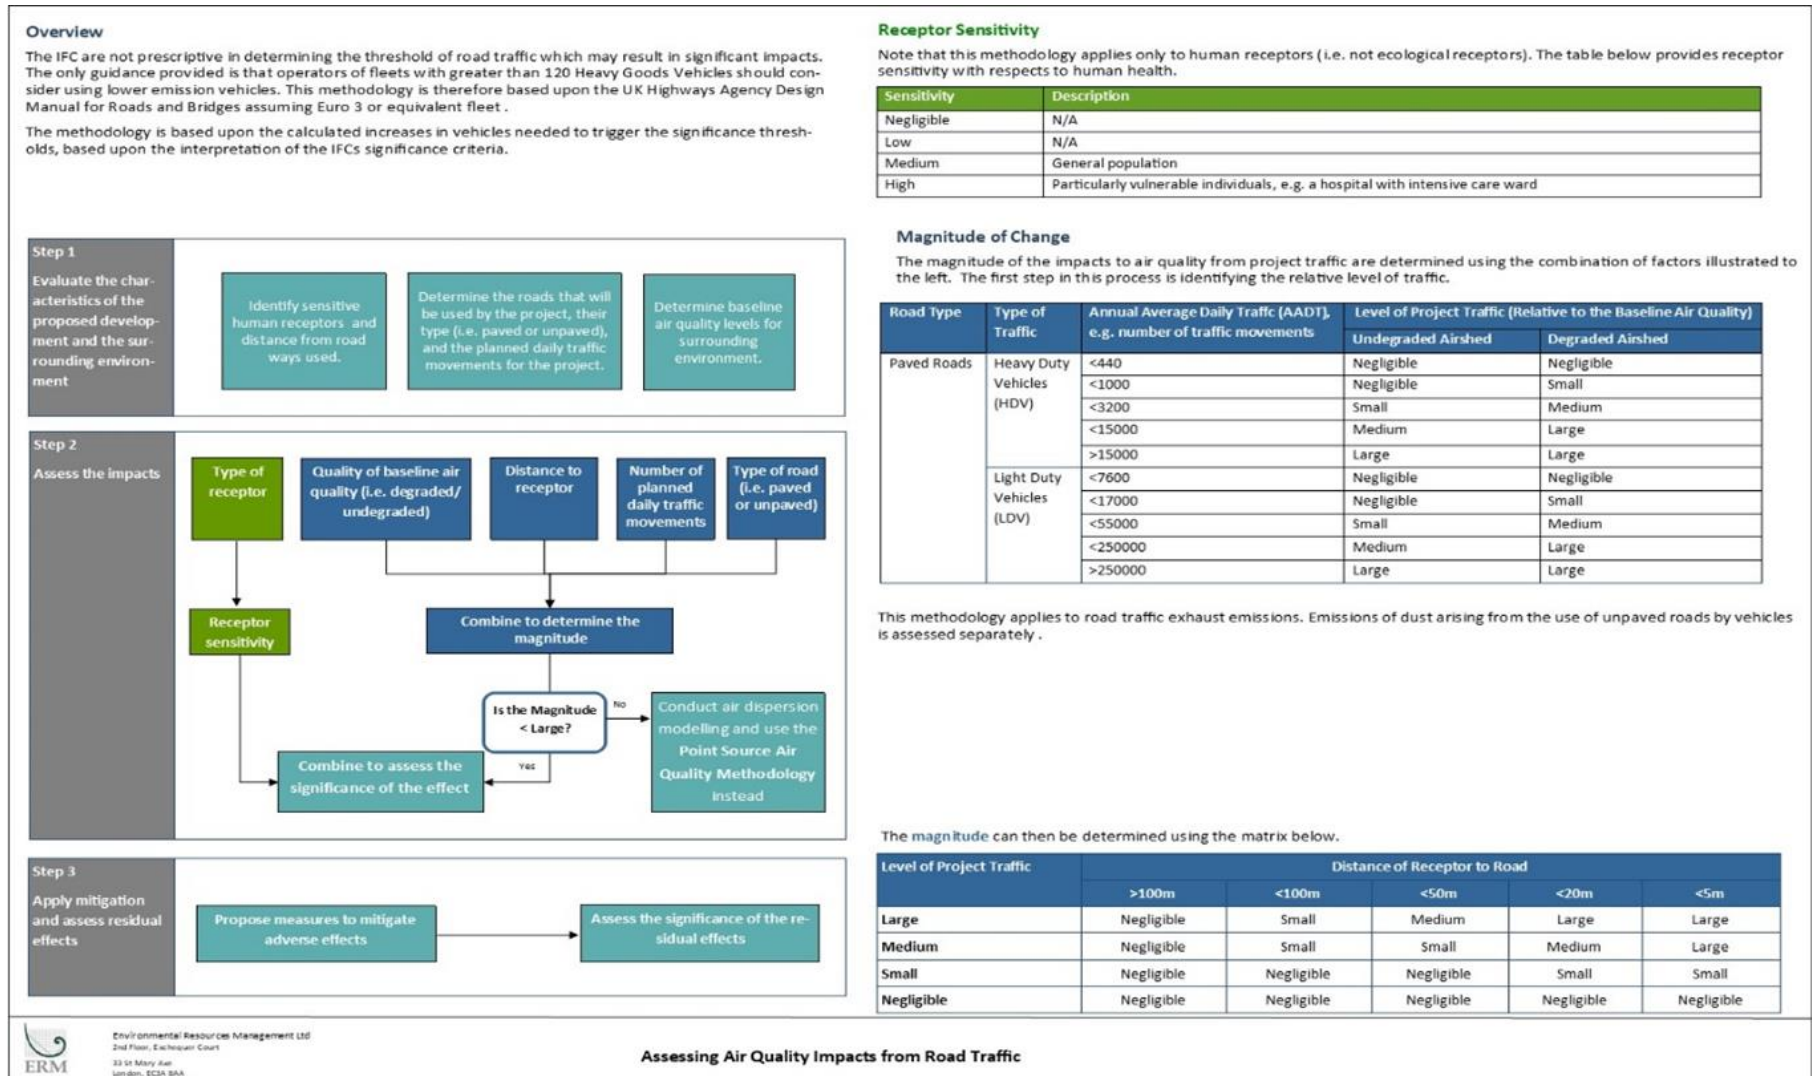 Overview
The IFC are not prescriptive in determining the threshold of road traffic which may result in significant impacts.
The only guidance provided is that operators of fleets with greater than 120 Heavy Goods Vehicles should con-
sider using lower emission vehicles. This methodology is therefore based upon the UK Highways Agency Design
Manual for Roads and Bridges assuming Euro 3 or equivalent fleet .
The methodology is based upon the calculated increases in vehicles needed to trigger the significance thresh-
olds, based upon the interpretation of the IFCs significance criteria.
Step 1
Evaluate the char-
acteristics of the
proposed develop-
ment and the sur-
rounding environ-
ment
Identify sensitive
human receptors and
distance from road
ways used.
Determine the roads that will
be used by the project, their
type (i.e. paved or unpaved),
and the planned daily traffic
movements for the project.
Determine baseline
air quality levels for
surrounding
environment.
Step 2
Assess the impacts
Type of
receptor
Quality of baseline air
quality (i.e. degraded/
undegraded)
Distance to
receptor
Number of
planned
daily traffic
movements
Type of road
(i.e. paved
or unpaved)
Receptor
sensitivity
Combine to determine the
magnitude
Is the Magnitude
< Large?
No
Yes
Conduct air dispersion
modelling and use the
Point Source Air
Quality Methodology
instead
Combine to assess the
significance of the effect
Step 3
Apply mitigation
and assess residual
effects
Propose measures to mitigate
adverse effects
Assess the significance of the re-
sidual effects
Receptor Sensitivity
Note that this methodology applies only to human receptors (i.e. not ecological receptors). The table below provides receptor
sensitivity with respects to human health.
Sensitivity Description
Negligible N/A
Low N/A
Medium General population
High Particularly vulnerable individuals, e.g. a hospital with intensive care ward
Magnitude of Change
The magnitude of the impacts to air quality from project traffic are determined using the combination of factors illustrated to
the left. The first step in this process is identifying the relative level of traffic.
Road Type Type of Traffic Annual Average Daily Traffc (AADT), e.g. number of traffic movements Level of Project Traffic (Relative to the Baseline Air Quality)
Undegraded Airshed Degraded Airshed
Paved Roads Heavy Duty Vehicles (HDV) <440 Negligible Negligible
<1000 Negligible Small
<3200 Small Medium
<15000 Medium Large
>15000 Large Large
Light Duty Vehicles (LDV) <7600 Negligible Negligible
<17000 Negligible Small
<55000 Small Medium
<250000 Medium Large
>250000 Large Large
This methodology applies to road traffic exhaust emissions. Emissions of dust arising from the use of unpaved roads by vehicles
is assessed separately .
The magnitude can then be determined using the matrix below.
Level of Project Traffic Distance of Receptor to Road
>100m <100m <50m <20m <5m
Large Negligible Small Medium Large Large
Medium Negligible Small Small Medium Large
Small Negligible Negligible Negligible Small Small
Negligible Negligible Negligible Negligible Negligible Negligible
ERM
Environmental Resources Management Ltd
2nd Floor, Exchequer Court
33 St Mary Axe
London, EC3A 8AA
Assessing Air Quality Impacts from Road Traffic